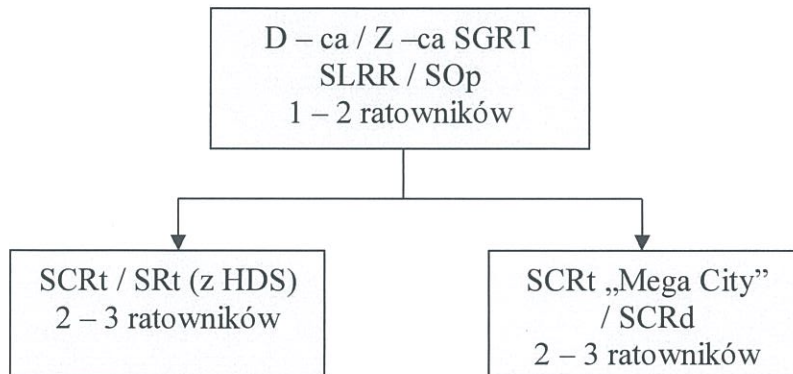 D – ca / Z –ca SGRT
SLRR / SOp
1 – 2 ratowników
SCRt / SRt (z HDS)
2 – 3 ratowników
SCRt „Mega City”
/ SCRd
2 – 3 ratowników